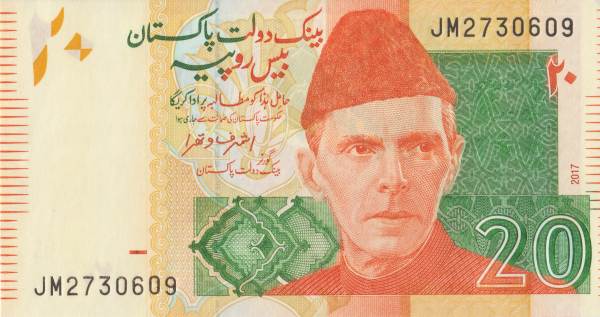 بینک دولت پاکستان
JM2730609
بیس روپیہ
۲۰
حامل ہٰذا کو مطالبہ پر ادا کریگا
حکومت پاکستان کی ضمانت سے جاری ہوا
اشرف وتھرا
گورنر
بینک دولت پاکستان
2017
20
JM2730609